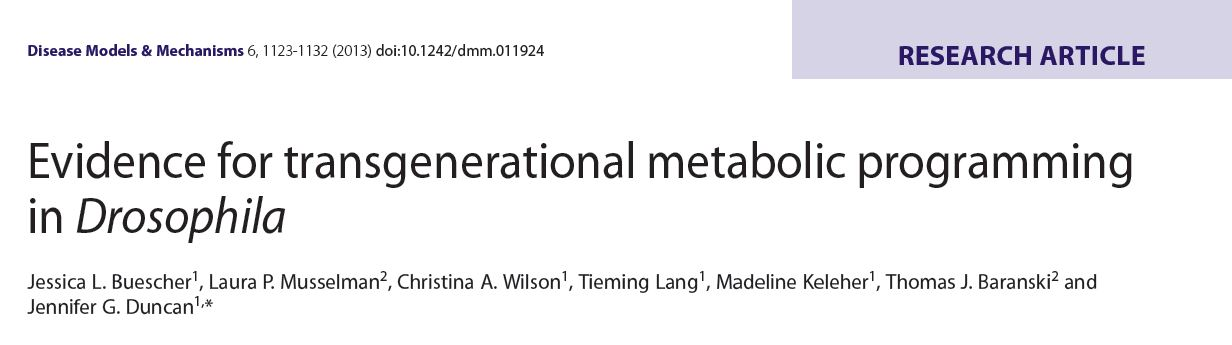 Disease Models & Mechanisms 6, 1123-1132 (2013) doi:10.1242/dmm.011924
RESEARCH ARTICLE
Evidence for transgenerational metabolic programming
in Drosophila
Jessica L. Buescher1, Laura P. Musselman2, Christina A. Wilson1, Tieming Lang1, Madeline Keleher1, Thomas J. Baranski2 and
Jennifer G. Duncan1,*